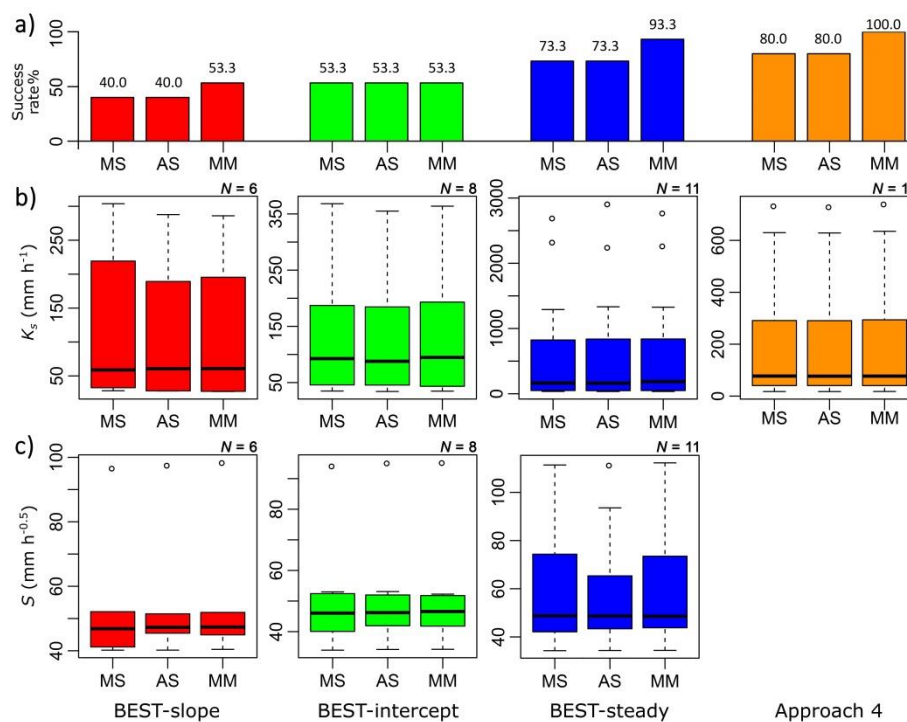 a)
Success rate%
0 50 100
40.0 40.0 53.3
53.3 53.3 53.3
73.3 73.3 93.3
80.0 80.0 100.0
MS AS MM MS AS MM MS AS MM MS AS MM
b)
N = 6
N = 8
N = 11
N = 1
Ks (mm h⁻¹)
50 150 250
50 150 250 350
0 1000 3000
0 200 400 600
MS AS MM MS AS MM MS AS MM MS AS MM
c)
N = 6
N = 8
N = 11
S (mm h⁻⁰·⁵)
40 60 80 100
40 60 80
40 60 80 100
MS AS MM MS AS MM MS AS MM
BEST-slope BEST-intercept BEST-steady Approach 4